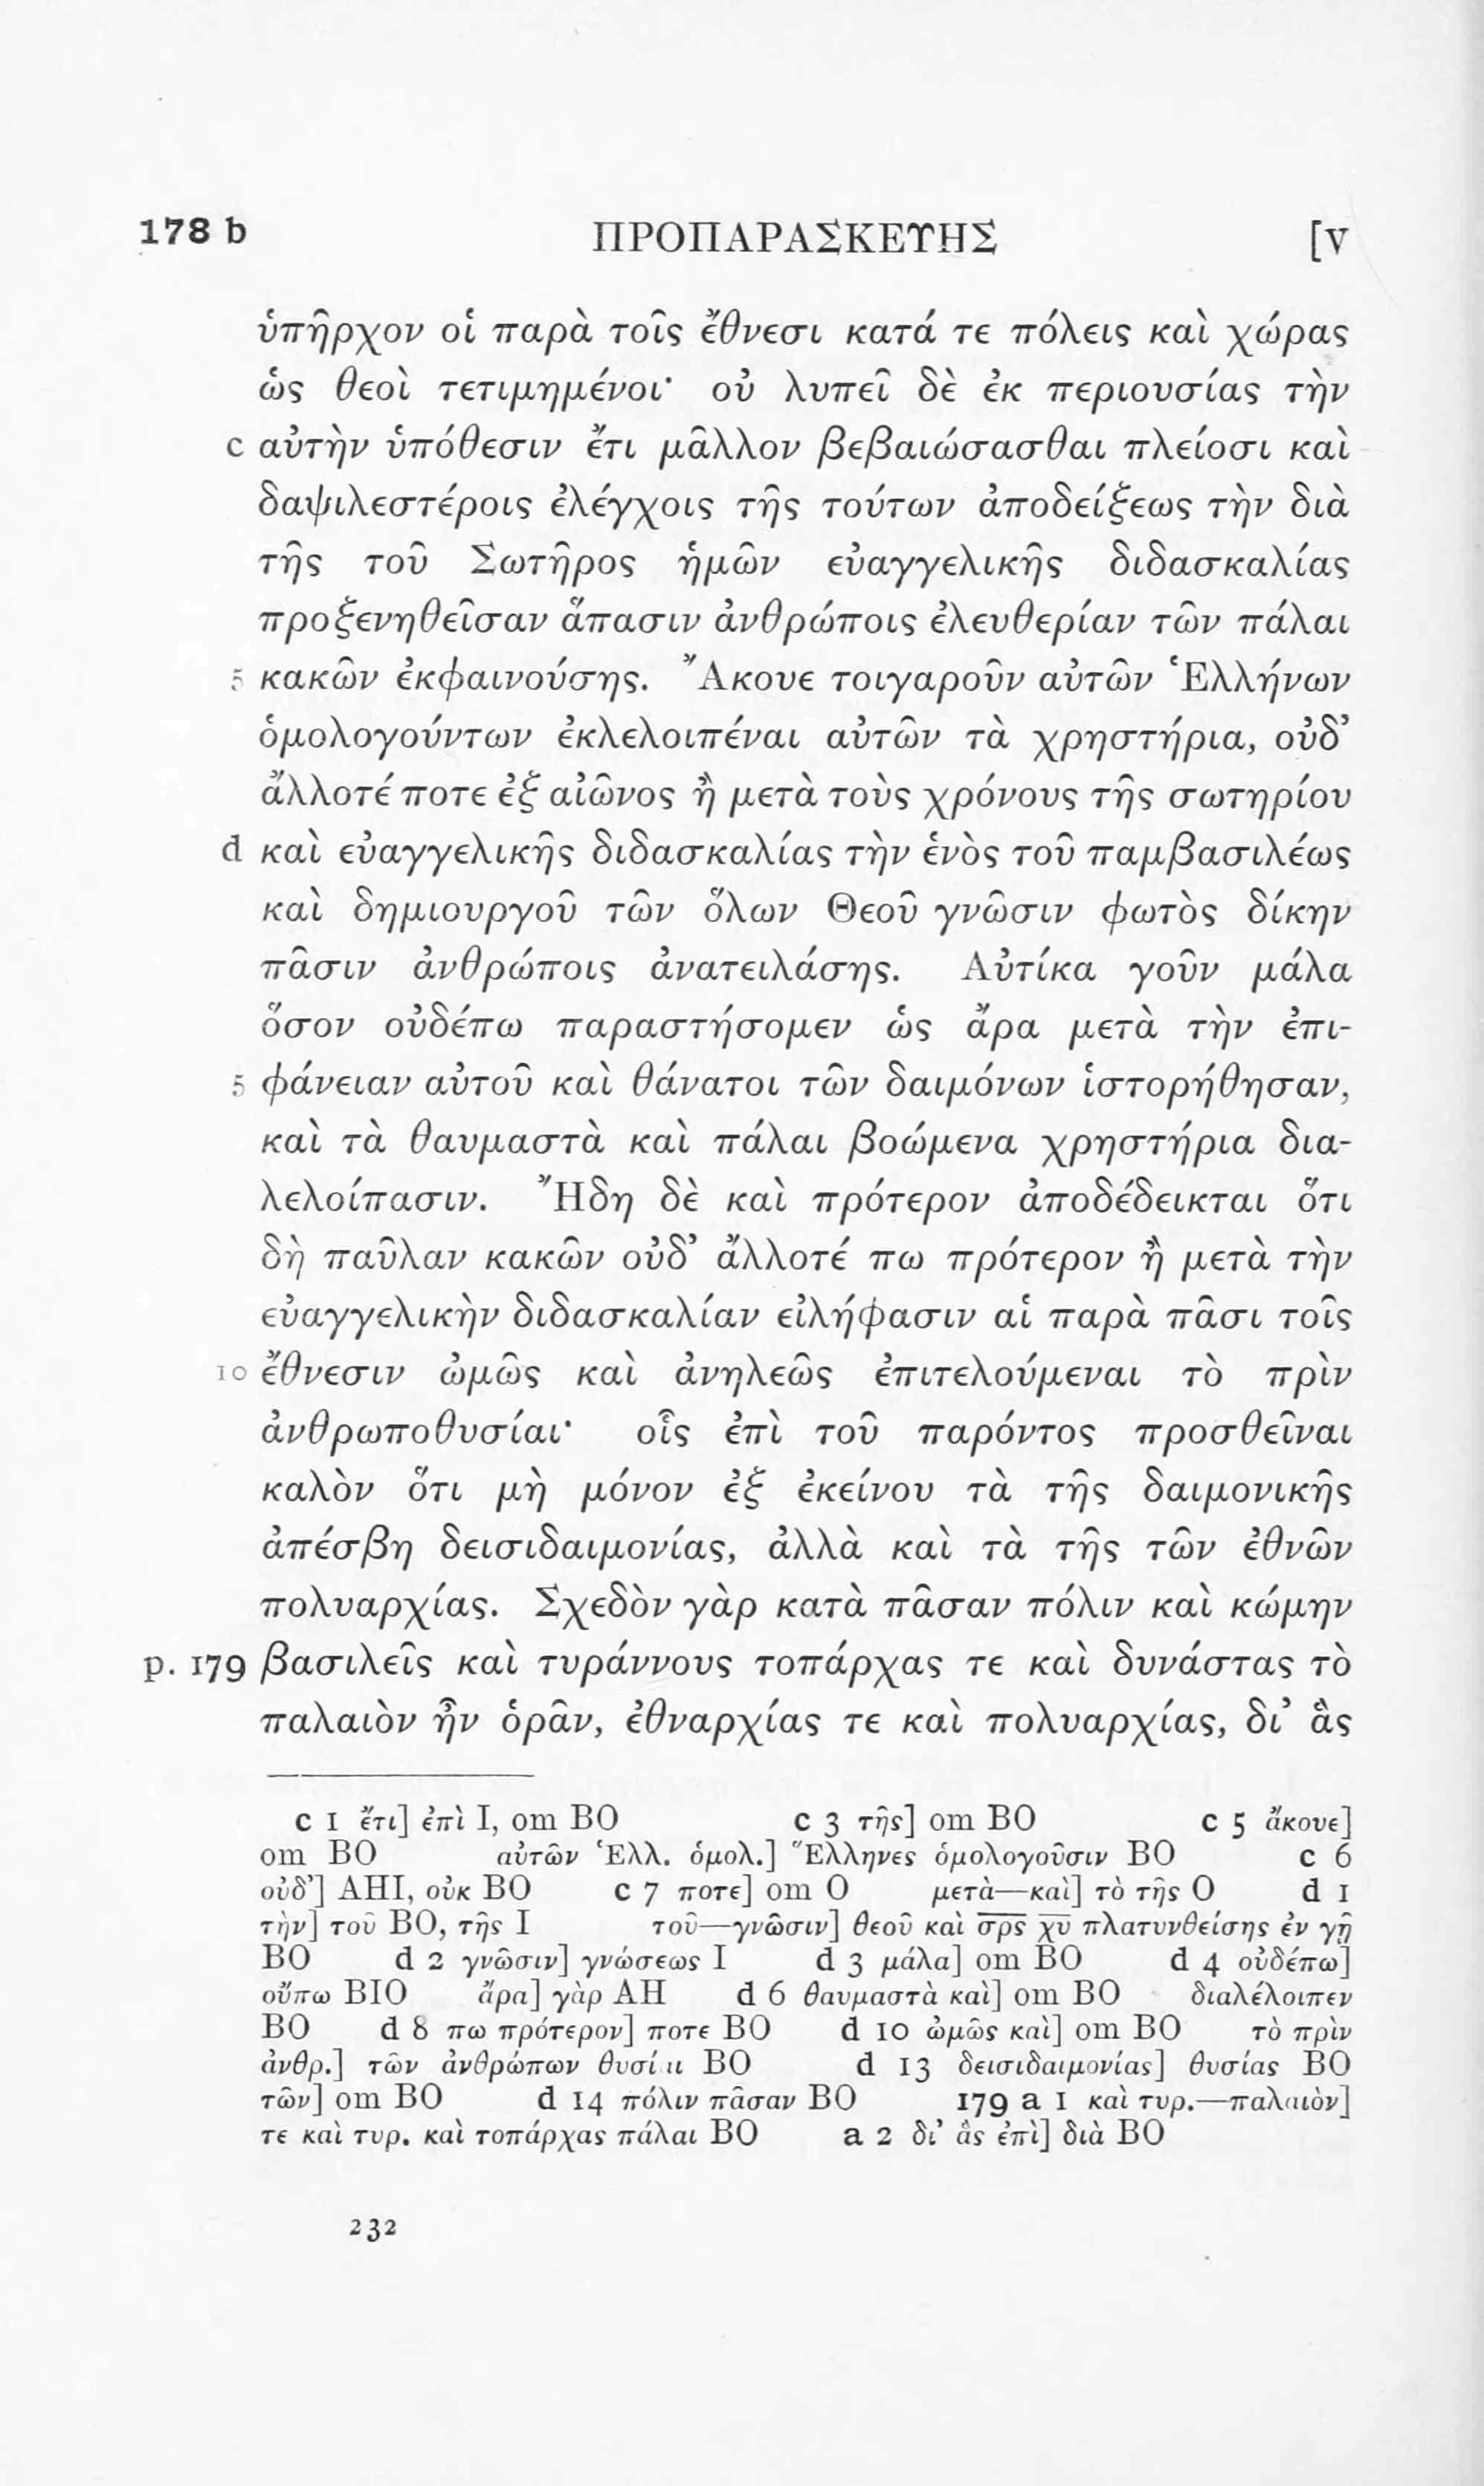 178 b ΠΡΟΠΑΡΑΣΚΕΥΗΣ [V
ὑπῆρχον οἱ παρὰ τοῖς ἔθνεσι κατά τε πόλεις καὶ χώρας
ὡς θεοὶ τετιμημένοι· οὐ λυπεῖ δὲ ἐκ περιουσίας τὴν
c αὐτὴν ὑπόθεσιν ἔτι μᾶλλον βεβαιώσασθαι πλείοσι καὶ
δαψιλεστέροις ἐλέγχοις τῆς τούτων ἀποδείξεως τὴν διὰ
τῆς τοῦ Σωτῆρος ἡμῶν εὐαγγελικῆς διδασκαλίας
προξενηθεῖσαν ἅπασιν ἀνθρώποις ἐλευθερίαν τῶν πάλαι
5 κακῶν ἐκφαινούσης. Ἄκουε τοιγαροῦν αὐτῶν Ἑλλήνων
ὁμολογούντων ἐκλελοιπέναι αὐτῶν τὰ χρηστήρια, οὐδ’
ἄλλοτέ ποτε ἐξ αἰῶνος ἢ μετὰ τοὺς χρόνους τῆς σωτηρίου
d καὶ εὐαγγελικῆς διδασκαλίας τὴν ἑνὸς τοῦ παμβασιλέως
καὶ δημιουργοῦ τῶν ὅλων Θεοῦ γνῶσιν φωτὸς δίκην
πᾶσιν ἀνθρώποις ἀνατειλάσης. Αὐτίκα γοῦν μάλα
ὅσον οὐδέπω παραστήσομεν ὡς ἄρα μετὰ τὴν ἐπι-
5 φάνειαν αὐτοῦ καὶ θάνατοι τῶν δαιμόνων ἱστορήθησαν,
καὶ τὰ θαυμαστὰ καὶ πάλαι βοώμενα χρηστήρια δια-
λελοίπασιν. Ἤδη δὲ καὶ πρότερον ἀποδέδεικται ὅτι
δὴ παῦλαν κακῶν οὐδ’ ἄλλοτέ πω πρότερον ἢ μετὰ τὴν
εὐαγγελικὴν διδασκαλίαν εἰλήφασιν αἱ παρὰ πᾶσι τοῖς
10 ἔθνεσιν ὠμῶς καὶ ἀνηλεῶς ἐπιτελούμεναι τὸ πρὶν
ἀνθρωποθυσίαι· οἷς ἐπὶ τοῦ παρόντος προσθεῖναι
καλὸν ὅτι μὴ μόνον ἐξ ἐκείνου τὰ τῆς δαιμονικῆς
ἀπέσβη δεισιδαιμονίας, ἀλλὰ καὶ τὰ τῆς τῶν ἐθνῶν
πολυαρχίας. Σχεδὸν γὰρ κατὰ πᾶσαν πόλιν καὶ κώμην
p. 179 βασιλεῖς καὶ τυράννους τοπάρχας τε καὶ δυνάστας τὸ
παλαιὸν ἦν ὁρᾶν, ἐθναρχίας τε καὶ πολυαρχίας, δι’ ἃς
c 1 ἔτι] ἐπὶ I, om BO c 3 τῆς] om BO c 5 ἄκουε]
om BO αὐτῶν Ἑλλ. ὁμολ.] Ἕλληνες ὁμολογοῦσιν BO c 6
οὐδ’] AHI, οὐκ BO c 7 ποτε] om O μετὰ—καὶ] τὸ τῆς O d 1
τὴν] τοῦ BO, τῆς I τοῦ—γνῶσιν] θεοῦ καὶ σρς χυ πλατυνθείσης ἐν γῇ
BO d 2 γνῶσιν] γνώσεως I d 3 μάλα] om BO d 4 οὐδέπω]
οὔπω BIO ἄρα] γὰρ AH d 6 θαυμαστὰ καὶ] om BO διαλέλοιπεν
BO d 8 πω πρότερον] ποτε BO d 10 ὠμῶς καὶ] om BO τὸ πρὶν
ἀνθρ.] τῶν ἀνθρώπων θυσίαι BO d 13 δεισιδαιμονίας] θυσίας BO
τῶν] om BO d 14 πόλιν πᾶσαν BO 179 a 1 καὶ τυρ.—παλαιὸν]
τε καὶ τυρ. καὶ τοπάρχας πάλαι BO a 2 δι’ ἃς ἐπὶ] διὰ BO
232